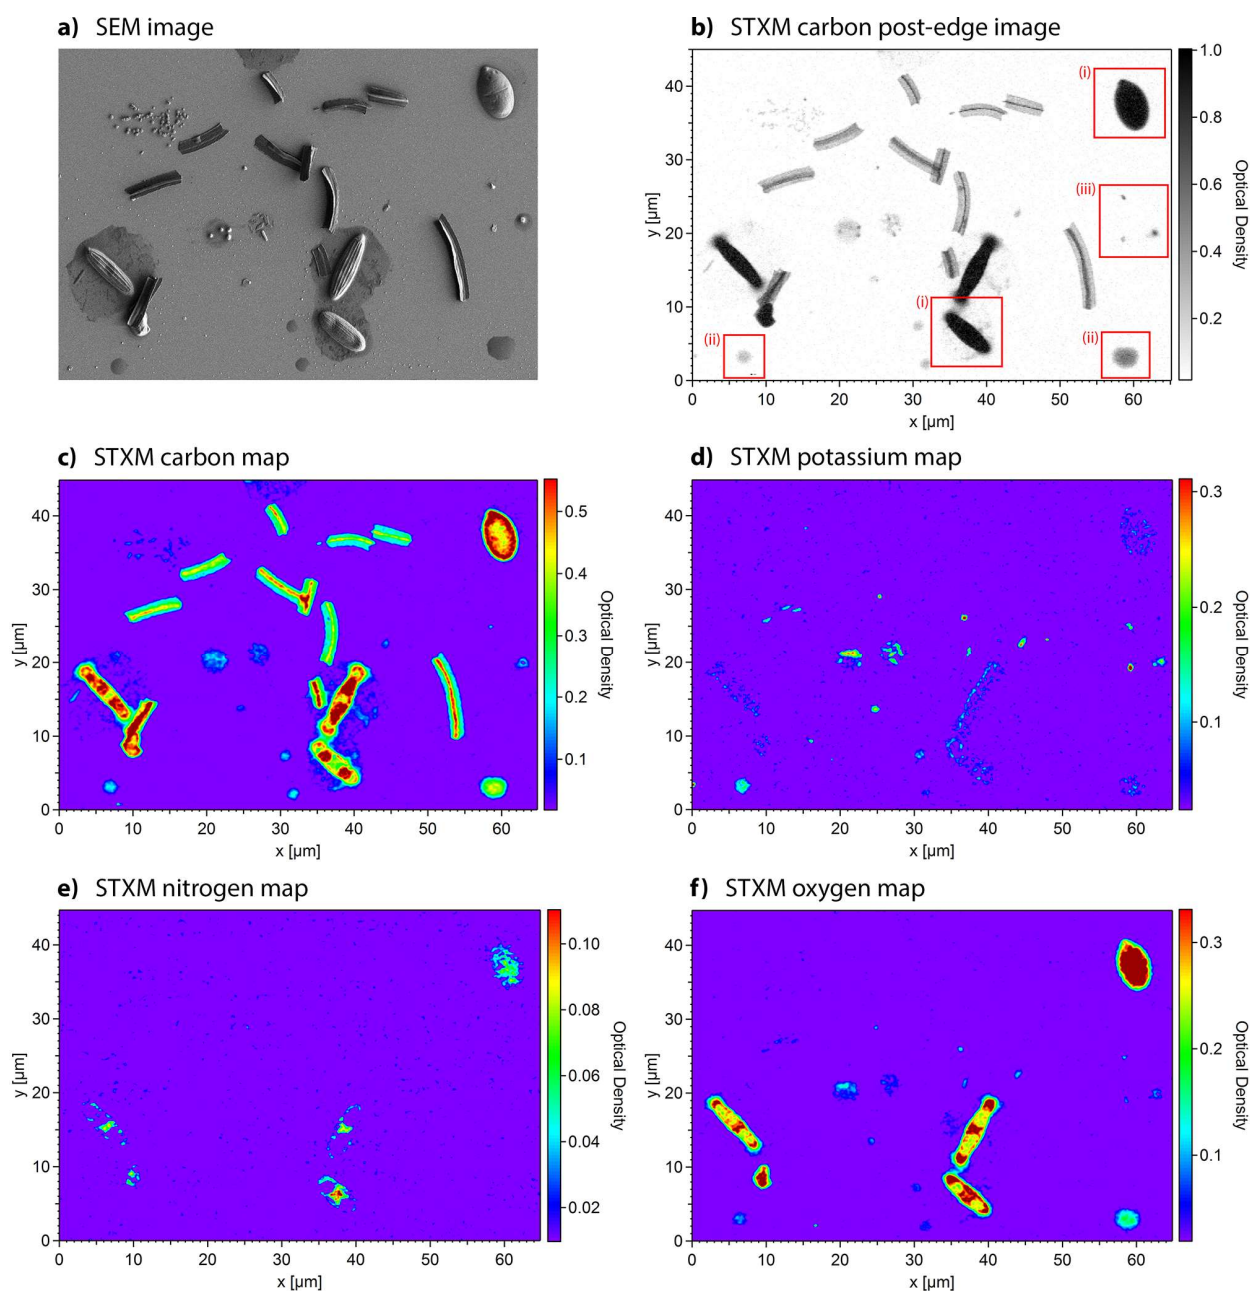 a) SEM image
b) STXM carbon post-edge image
(i)
(iii)
(i)
(ii)
(ii)
40
30
20
10
0
y [µm]
0 10 20 30 40 50 60
x [µm]
1.0
0.8
0.6
0.4
0.2
Optical Density
c) STXM carbon map
40
30
20
10
0
y [µm]
0 10 20 30 40 50 60
x [µm]
0.5
0.4
0.3
0.2
0.1
Optical Density
d) STXM potassium map
40
30
20
10
0
y [µm]
0 10 20 30 40 50 60
x [µm]
0.3
0.2
0.1
Optical Density
e) STXM nitrogen map
40
30
20
10
0
y [µm]
0 10 20 30 40 50 60
x [µm]
0.10
0.08
0.06
0.04
0.02
Optical Density
f) STXM oxygen map
40
30
20
10
0
y [µm]
0 10 20 30 40 50 60
x [µm]
0.3
0.2
0.1
Optical Density